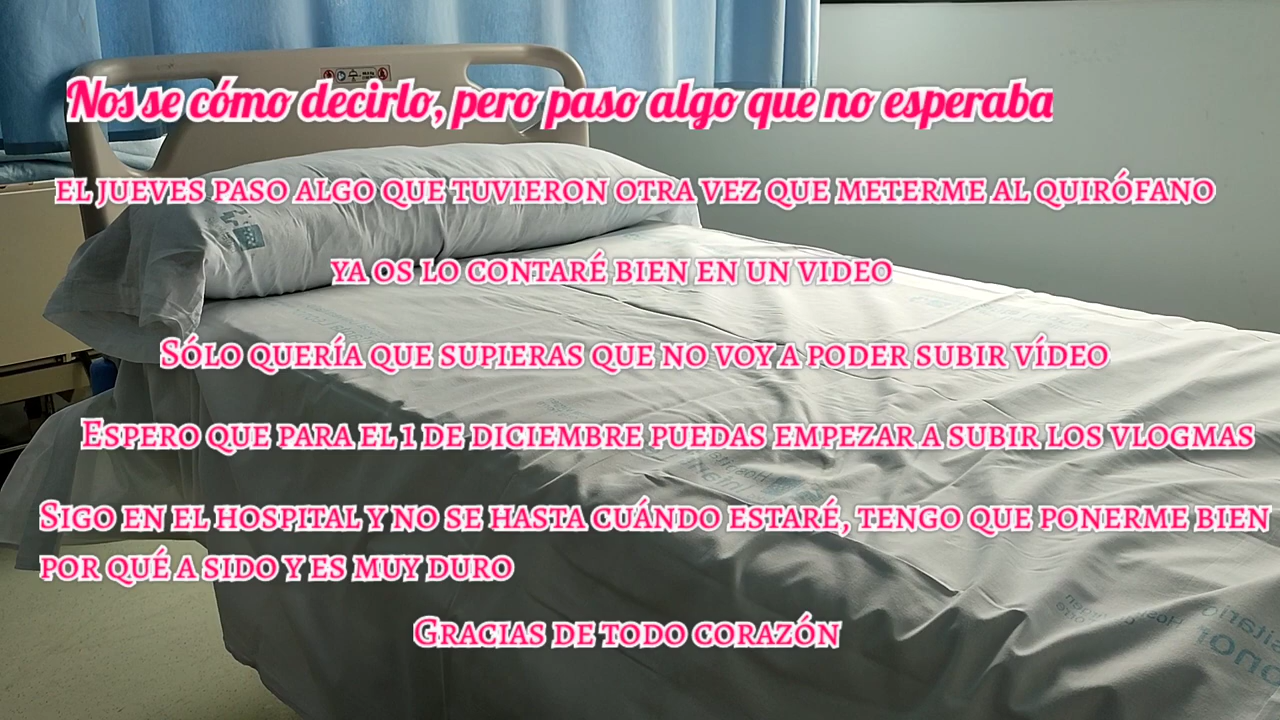 Nos se cómo decirlo, pero paso algo que no esperaba
EL JUEVES PASO ALGO QUE TUVIERON OTRA VEZ QUE METERME AL QUIRÓFANO
YA OS LO CONTARÉ BIEN EN UN VIDEO
SÓLO QUERÍA QUE SUPIERAS QUE NO VOY A PODER SUBIR VÍDEO
ESPERO QUE PARA EL 1 DE DICIEMBRE PUEDAS EMPEZAR A SUBIR LOS VLOGMAS
SIGO EN EL HOSPITAL Y NO SE HASTA CUÁNDO ESTARÉ, TENGO QUE PONERME BIEN
POR QUÉ A SIDO Y ES MUY DURO
GRACIAS DE TODO CORAZÓN